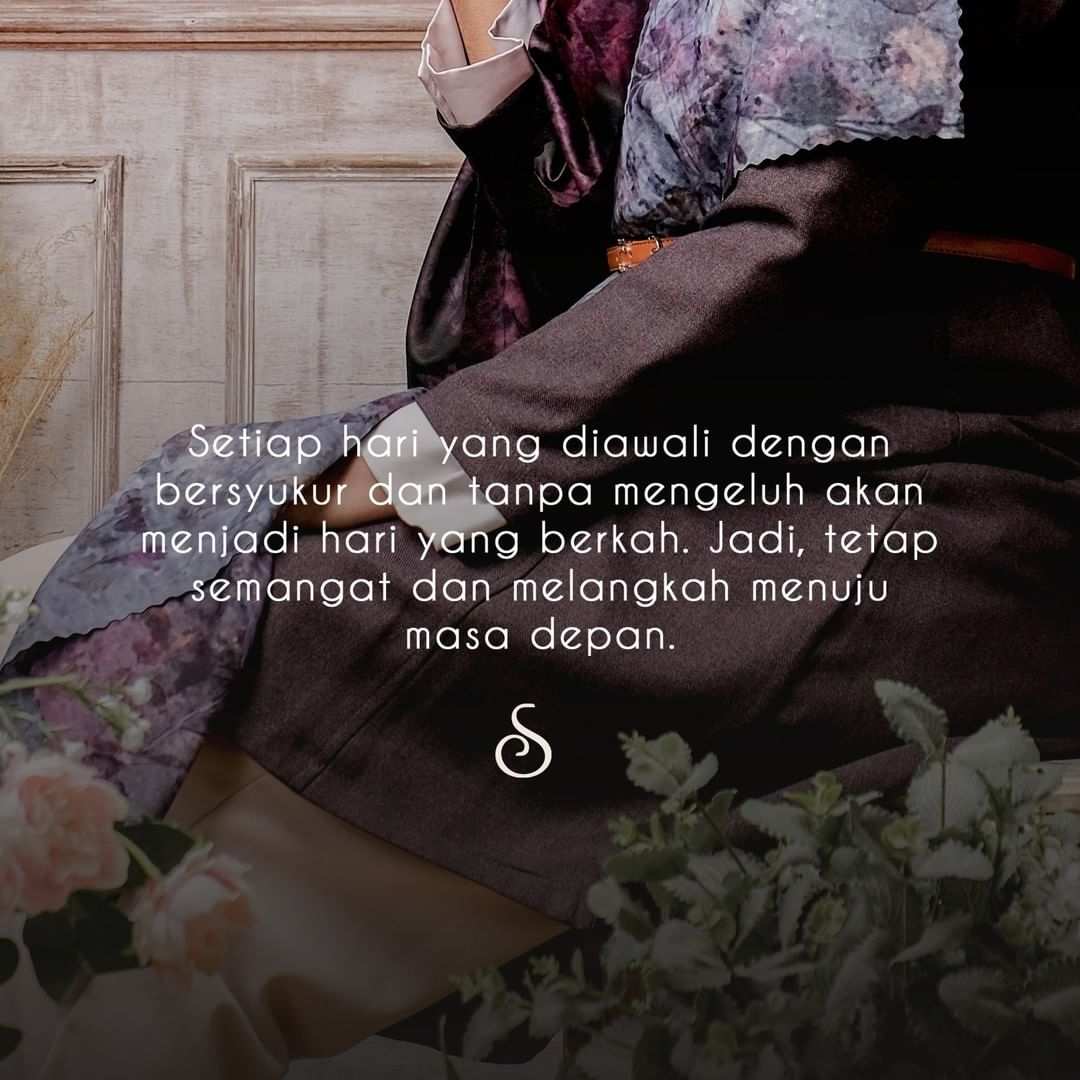 Setiap hari yang diawali dengan
bersyukur dan tanpa mengeluh akan
menjadi hari yang berkah. Jadi, tetap
semangat dan melangkah menuju
masa depan.
S